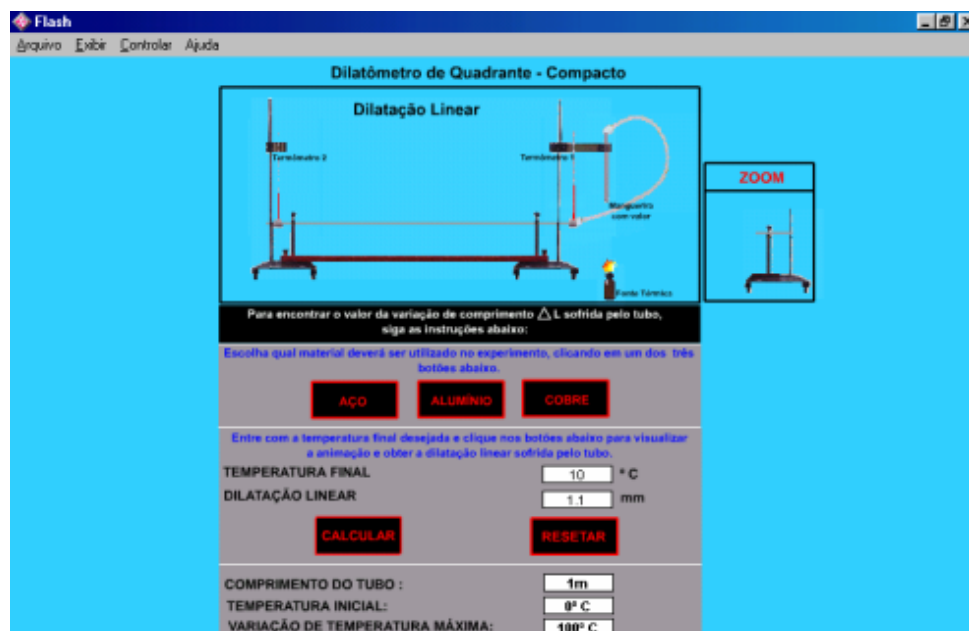 Flash
Arquivo Exibir Controlar Ajuda
Dilatômetro de Quadrante - Compacto
Dilatação Linear
Termômetro 2
Termômetro 1
Mangueira
com valor
Fonte Térmica
ZOOM
Para encontrar o valor da variação de comprimento △ L sofrida pelo tubo,
siga as instruções abaixo:
Escolha qual material deverá ser utilizado no experimento, clicando em um dos três
botões abaixo.
AÇO ALUMÍNIO COBRE
Entre com a temperatura final desejada e clique nos botões abaixo para visualizar
a animação e obter a dilatação linear sofrida pelo tubo.
TEMPERATURA FINAL 10 ° C
DILATAÇÃO LINEAR 1.1 mm
CALCULAR RESETAR
COMPRIMENTO DO TUBO : 1m
TEMPERATURA INICIAL: 0° C
VARIAÇÃO DE TEMPERATURA MÁXIMA: 100° C